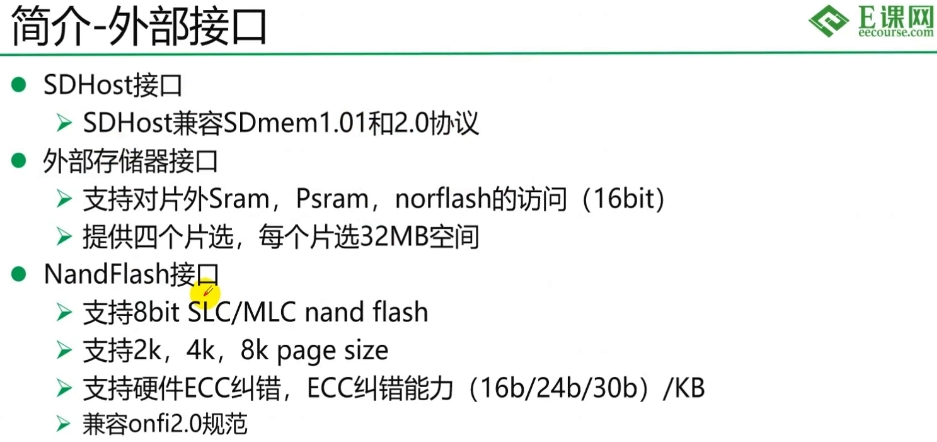 简介-外部接口
E课网
eecourse.com
SDHost接口
SDHost兼容SDmem1.01和2.0协议
外部存储器接口
支持对片外Sram，Psram，norflash的访问（16bit）
提供四个片选，每个片选32MB空间
NandFlash接口
支持8bit SLC/MLC nand flash
支持2k，4k，8k page size
支持硬件ECC纠错，ECC纠错能力（16b/24b/30b）/KB
兼容onfi2.0规范